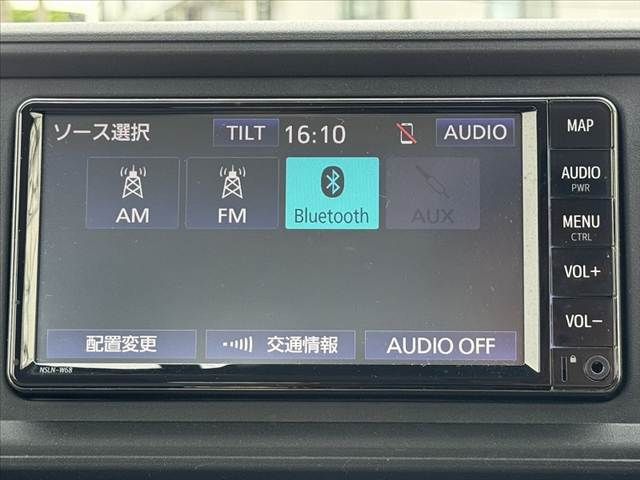 ソース選択 TILT 16:10 AUDIO
AM FM Bluetooth AUX
配置変更 交通情報 AUDIO OFF
NSLN-W68
MAP
AUDIO
PWR
MENU
CTRL
VOL+
VOL−